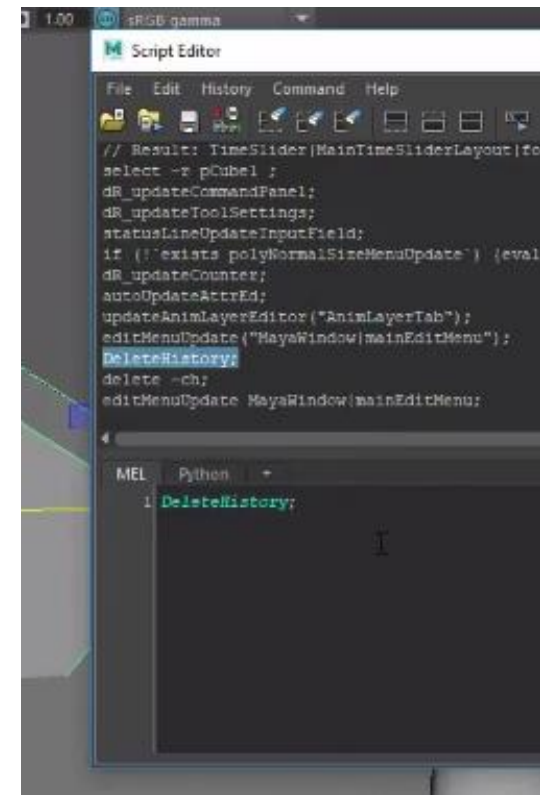 1.00 sRGB gamma
M Script Editor
File Edit History Command Help
// Result: TimeSlider|MainTimeSliderLayout|fo
select -r pCube1 ;
dR_updateCommandPanel;
dR_updateToolSettings;
statusLineUpdateInputField;
if (!`exists polyNormalSizeMenuUpdate`) {eval
dR_updateCounter;
autoUpdateAttrEd;
updateAnimLayerEditor("AnimLayerTab");
editMenuUpdate("MayaWindow|mainEditMenu");
DeleteHistory;
delete -ch;
editMenuUpdate MayaWindow|mainEditMenu;
MEL Python +
1 DeleteHistory;